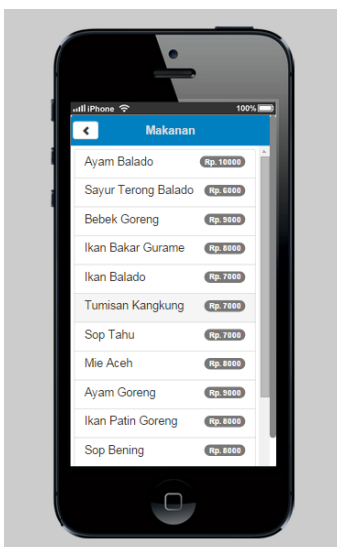 iPhone 100%
Makanan
Ayam Balado Rp. 10000
Sayur Terong Balado Rp. 6000
Bebek Goreng Rp. 9000
Ikan Bakar Gurame Rp. 8000
Ikan Balado Rp. 7000
Tumisan Kangkung Rp. 7000
Sop Tahu Rp. 7000
Mie Aceh Rp. 8000
Ayam Goreng Rp. 9000
Ikan Patin Goreng Rp. 8000
Sop Bening Rp. 8000